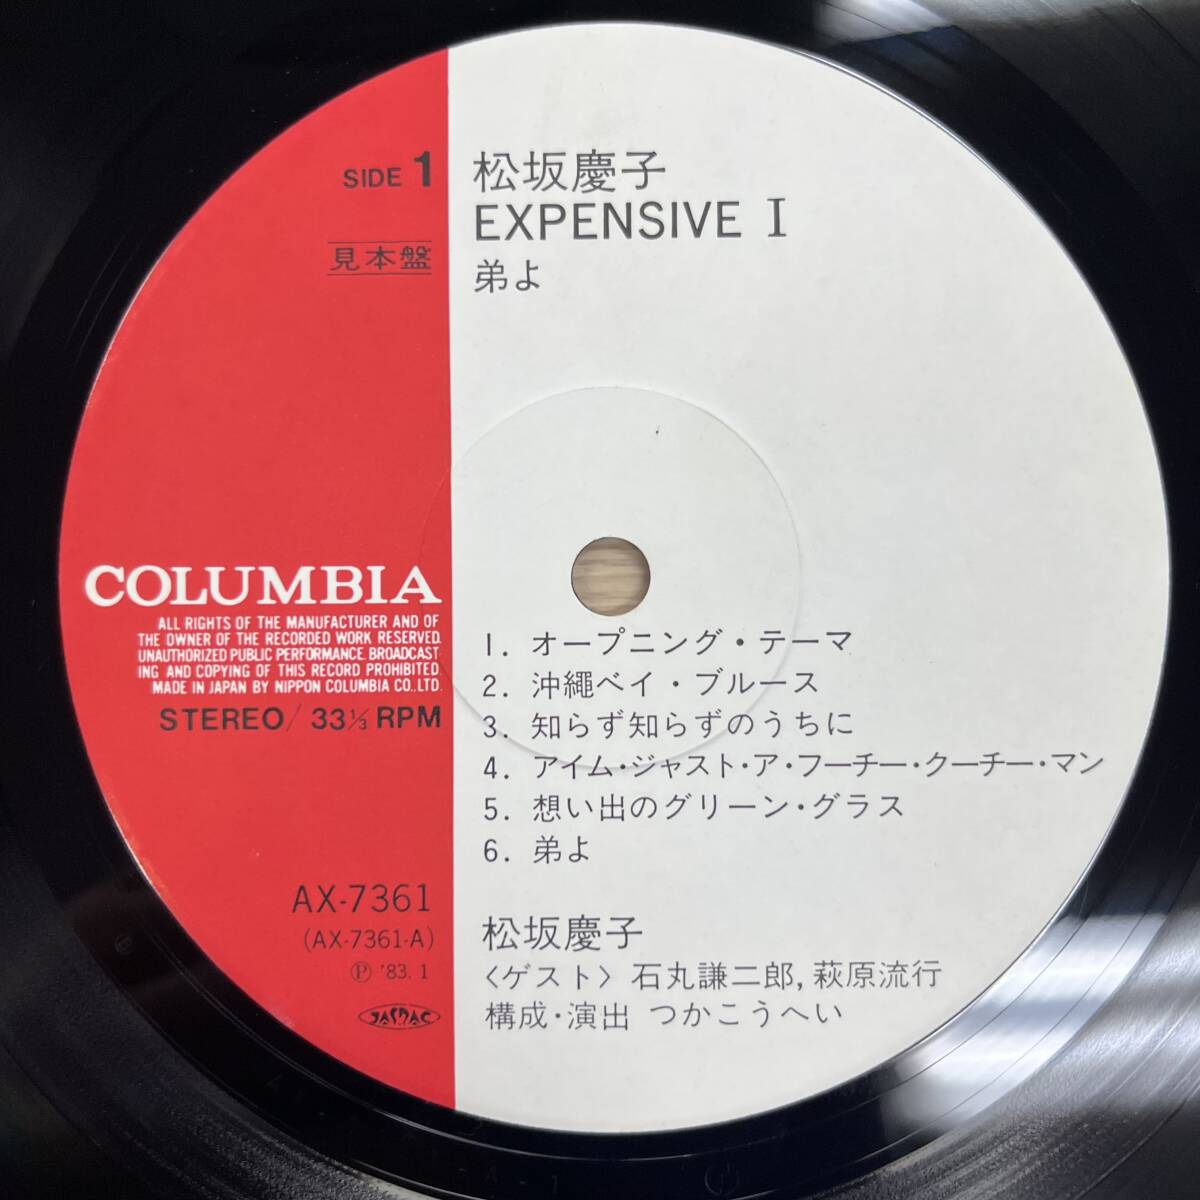 SIDE 1
見本盤
松坂慶子
EXPENSIVE I
弟よ
COLUMBIA
ALL RIGHTS OF THE MANUFACTURER AND OF
THE OWNER OF THE RECORDED WORK RESERVED.
UNAUTHORIZED PUBLIC PERFORMANCE. BROADCAST
ING AND COPYING OF THIS RECORD PROHIBITED.
MADE IN JAPAN BY NIPPON COLUMBIA CO.,LTD.
STEREO/ 33⅓ RPM
1. オープニング・テーマ
2. 沖縄ベイ・ブルース
3. 知らず知らずのうちに
4. アイム・ジャスト・ア・フーチー・クーチー・マン
5. 想い出のグリーン・グラス
6. 弟よ
AX-7361
(AX-7361-A)
Ⓟ '83. 1
JASRAC
松坂慶子
〈ゲスト〉 石丸謙二郎, 萩原流行
構成・演出 つかこうへい